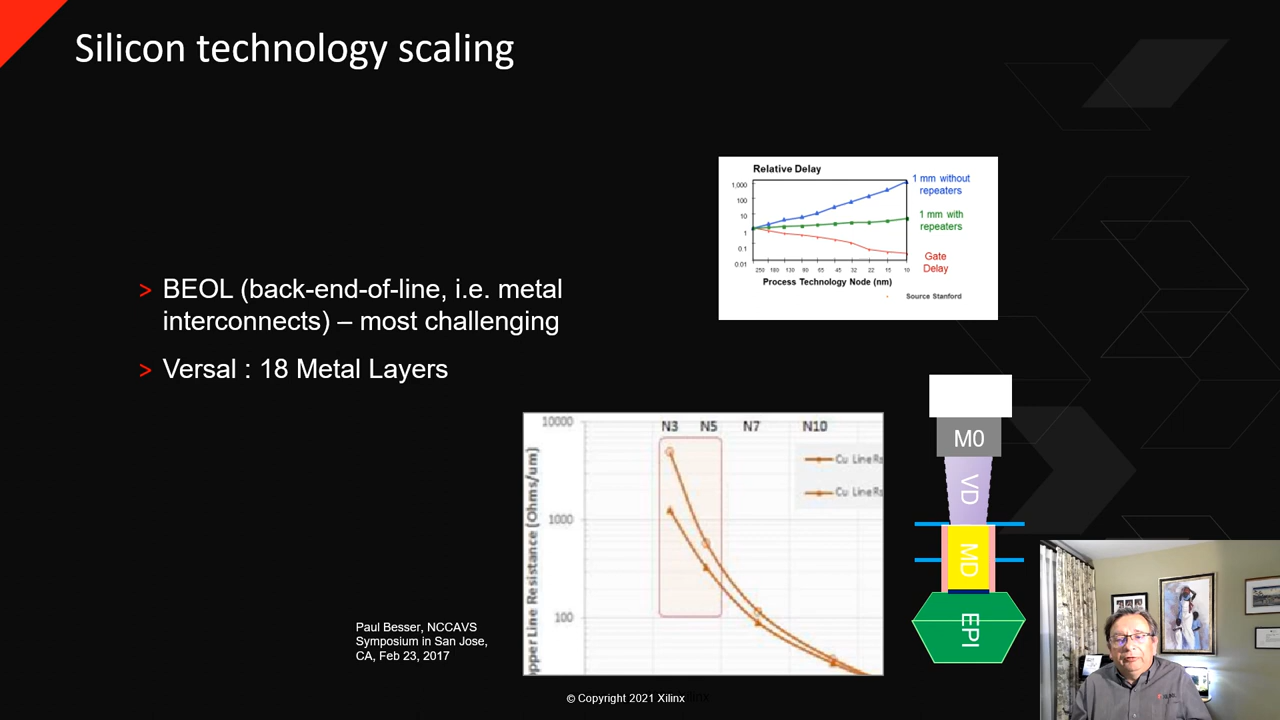 Silicon technology scaling
Relative Delay
1,000
100
10
1
0.1
0.01
1 mm without
repeaters
1 mm with
repeaters
Gate
Delay
250 180 130 90 65 45 32 22 15 10
Process Technology Node (nm)
Source Stanford
> BEOL (back-end-of-line, i.e. metal
interconnects) – most challenging
> Versal : 18 Metal Layers
N3 N5 N7 N10
10000
1000
100
opper Line Resistance (Ohms/um)
Cu Line Rs
Cu Line Rs
M0
VD
MD
EPI
Paul Besser, NCCAVS
Symposium in San Jose,
CA, Feb 23, 2017
© Copyright 2021 Xilinx